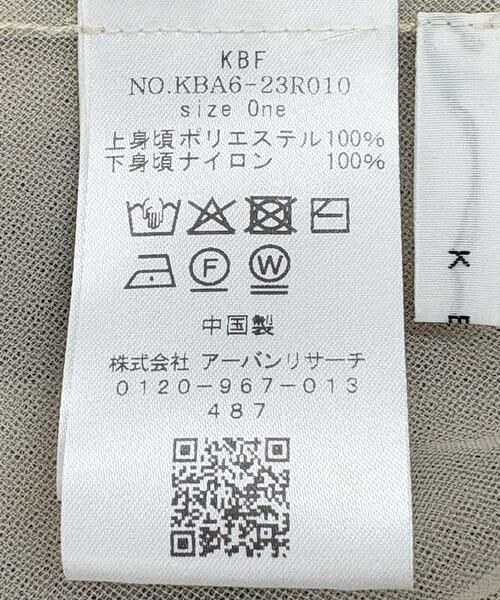 KBF
NO.KBA6-23R010
size One
上身頃ポリエステル100%
下身頃ナイロン 100%
F W
中国製
株式会社 アーバンリサーチ
0120-967-013
487
K